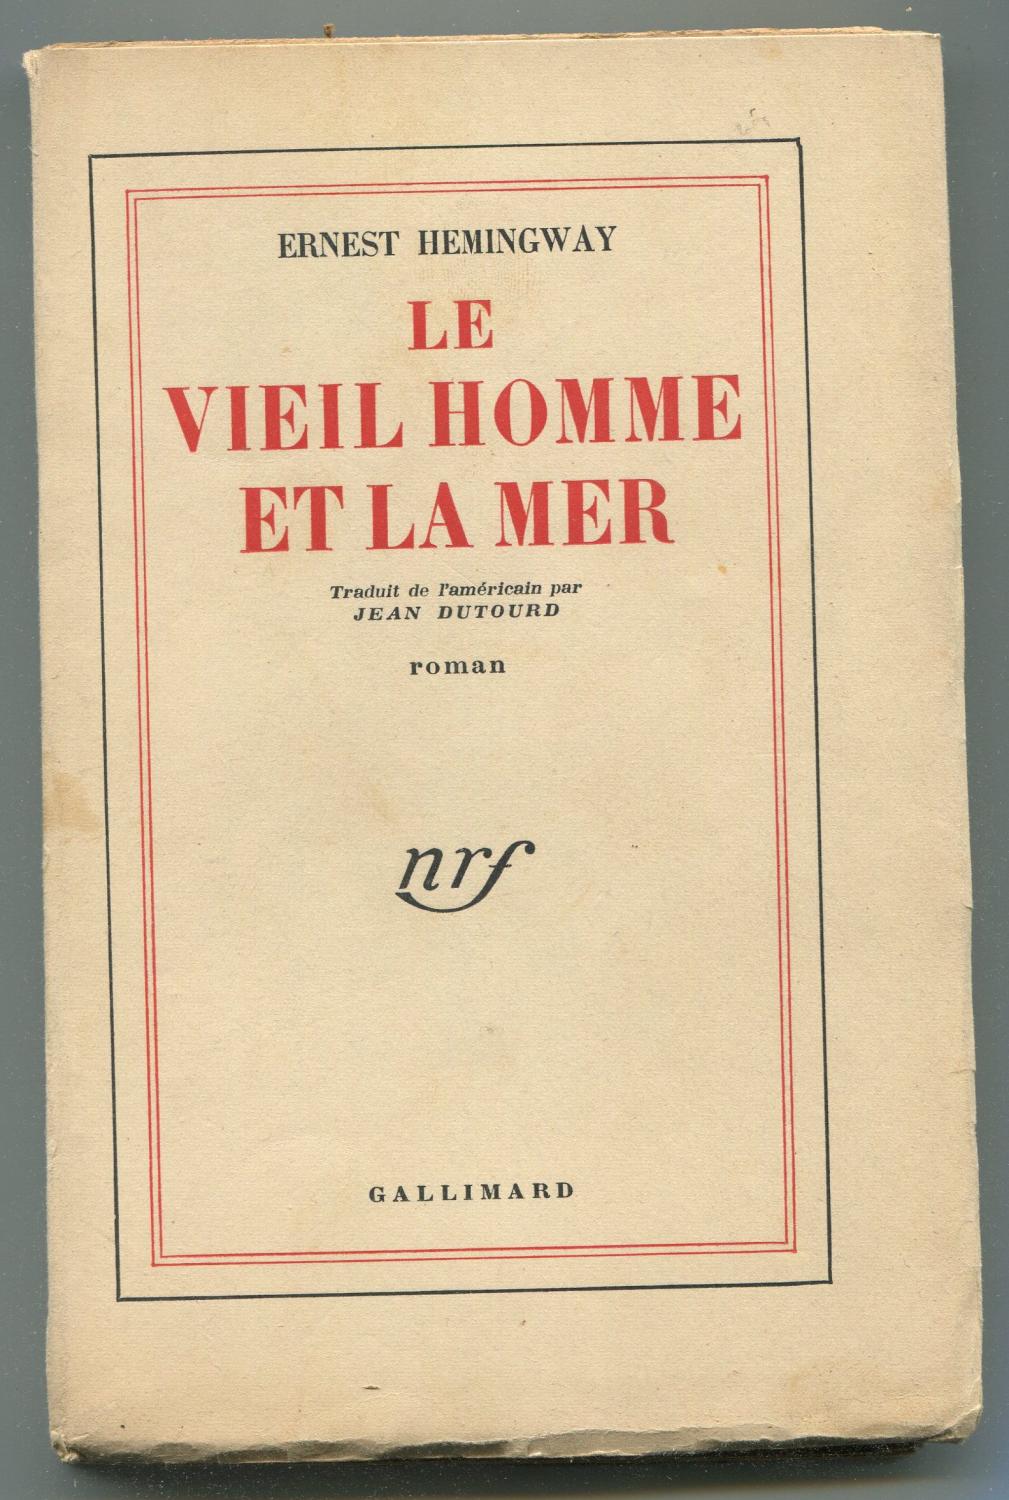 ERNEST HEMINGWAY
LE
VIEIL HOMME
ET LA MER
Traduit de l'américain par
JEAN DUTOURD
roman
nrf
GALLIMARD